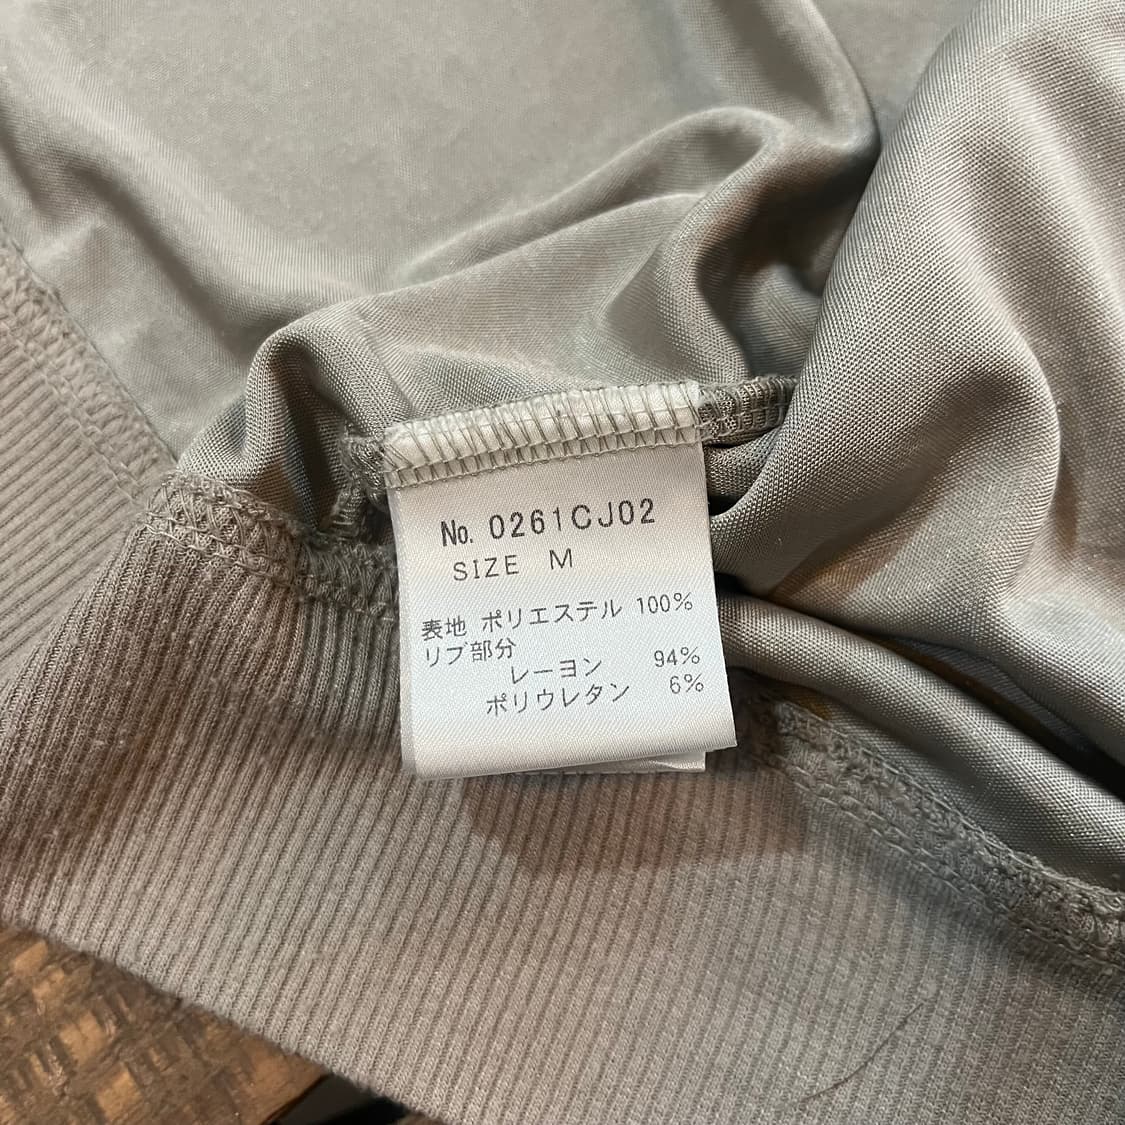 №. 0261CJ02
SIZE M
表地 ポリエステル 100%
リブ部分
レーヨン 94%
ポリウレタン 6%